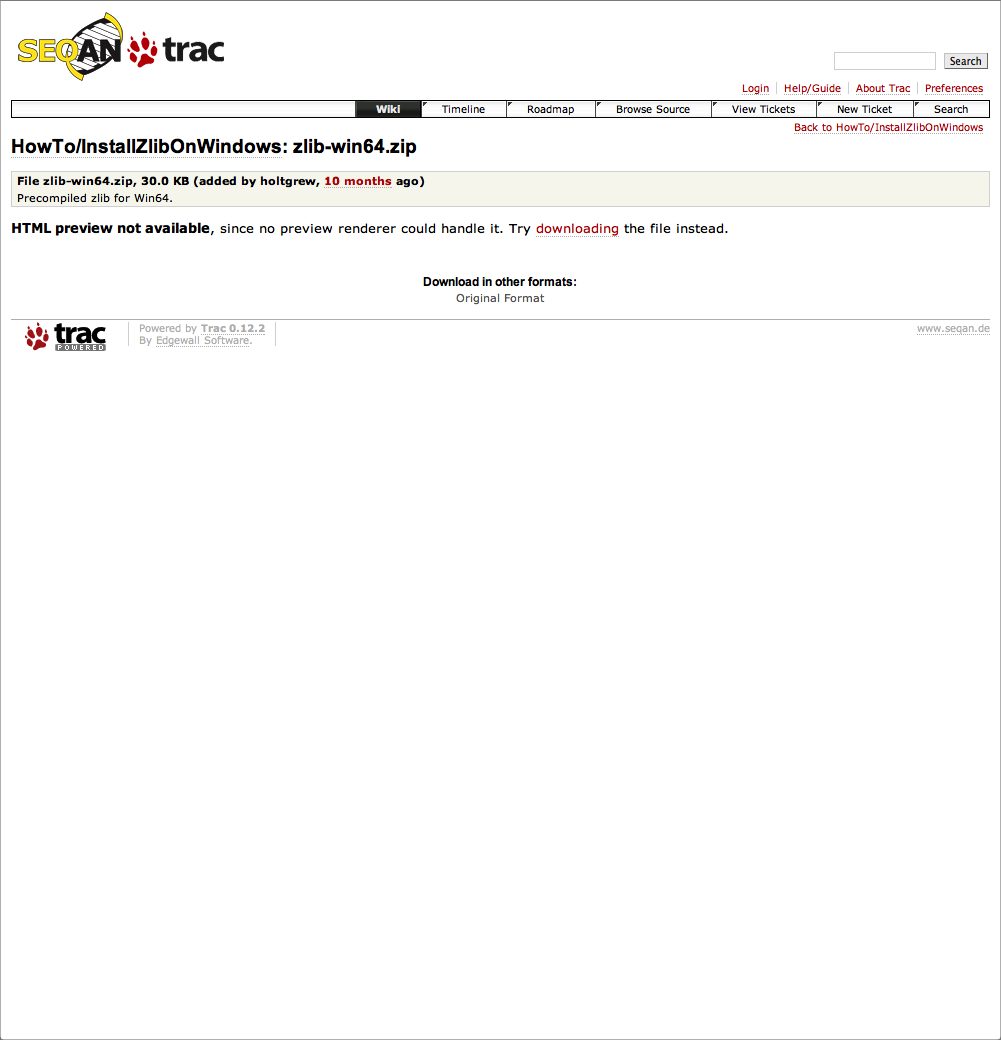 SEQAN trac
Search
Login Help/Guide About Trac Preferences
Wiki Timeline Roadmap Browse Source View Tickets New Ticket Search
Back to HowTo/InstallZlibOnWindows
HowTo/InstallZlibOnWindows: zlib-win64.zip
File zlib-win64.zip, 30.0 KB (added by holtgrew, 10 months ago)
Precompiled zlib for Win64.
HTML preview not available, since no preview renderer could handle it. Try downloading the file instead.
Download in other formats:
Original Format
trac
POWERED
Powered by Trac 0.12.2
By Edgewall Software.
www.seqan.de